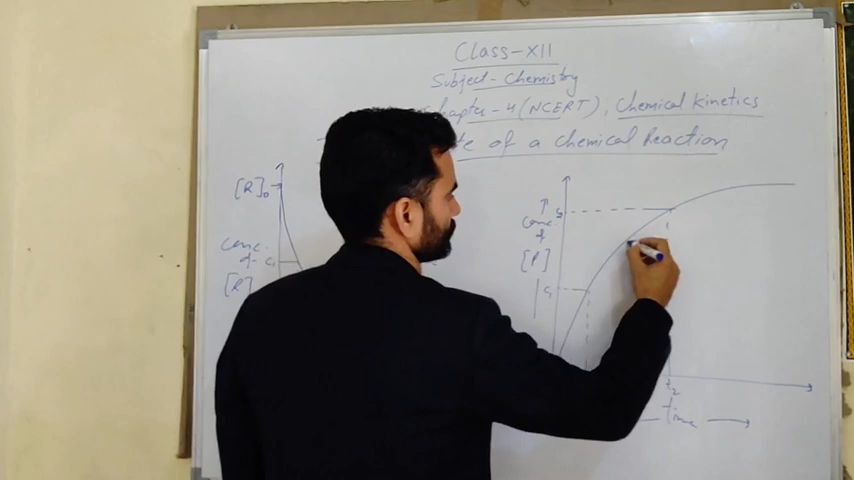 Class-XII
Subject-Chemistry
Chapter-4(NCERT), Chemical Kinetics
of a Chemical Reaction
[R]₀
Conc.
of C₁
[R]
Conc.
of
[P]
C₁
t₂
time